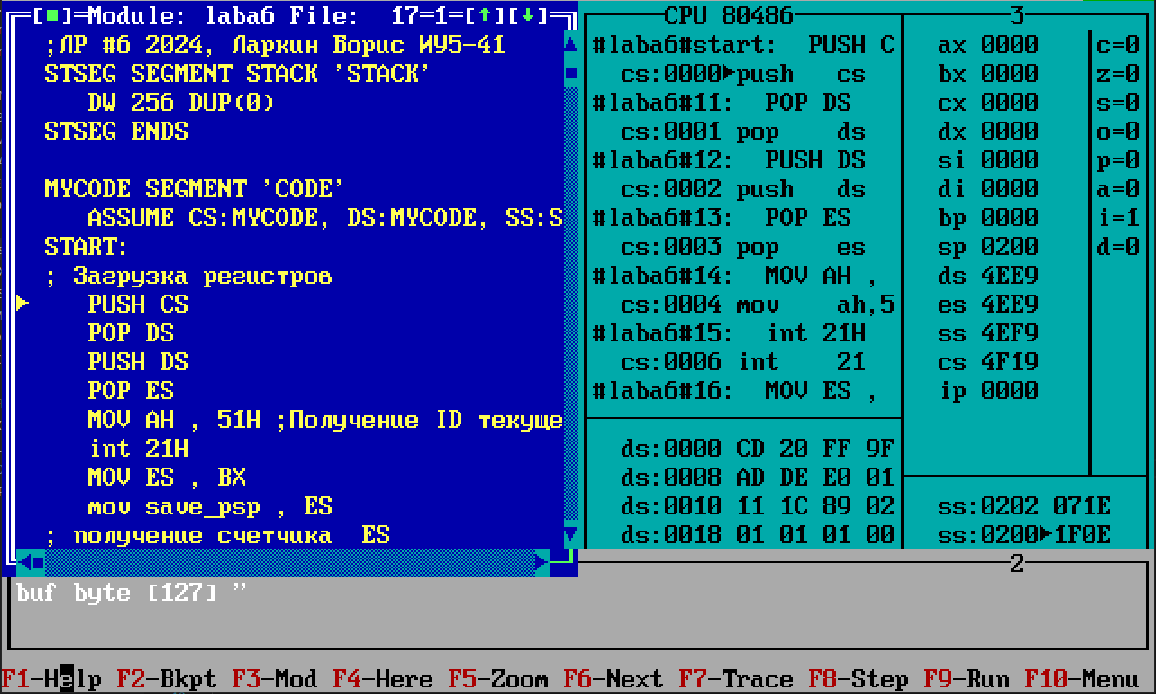 [■]=Module: laba6 File: 17=1=[↑][↓]
;ЛР #6 2024, Ларкин Борис ИУ5-41
STSEG SEGMENT STACK 'STACK'
DW 256 DUP(0)
STSEG ENDS
MYCODE SEGMENT 'CODE'
ASSUME CS:MYCODE, DS:MYCODE, SS:S
START:
; Загрузка регистров
►PUSH CS
POP DS
PUSH DS
POP ES
MOV AH , 51H ;Получение ID текуще
int 21H
MOV ES , BX
mov save_psp , ES
; получение счетчика ES
CPU 80486
#laba6#start: PUSH C
cs:0000►push cs
#laba6#11: POP DS
cs:0001 pop ds
#laba6#12: PUSH DS
cs:0002 push ds
#laba6#13: POP ES
cs:0003 pop es
#laba6#14: MOV AH ,
cs:0004 mov ah,5
#laba6#15: int 21H
cs:0006 int 21
#laba6#16: MOV ES ,
ds:0000 CD 20 FF 9F
ds:0008 AD DE E0 01
ds:0010 11 1C 89 02
ds:0018 01 01 01 00
3
ax 0000 c=0
bx 0000 z=0
cx 0000 s=0
dx 0000 o=0
si 0000 p=0
di 0000 a=0
bp 0000 i=1
sp 0200 d=0
ds 4EE9
es 4EE9
ss 4EF9
cs 4F19
ip 0000
ss:0202 071E
ss:0200►1F0E
2
buf byte [127] "
F1-Help F2-Bkpt F3-Mod F4-Here F5-Zoom F6-Next F7-Trace F8-Step F9-Run F10-Menu